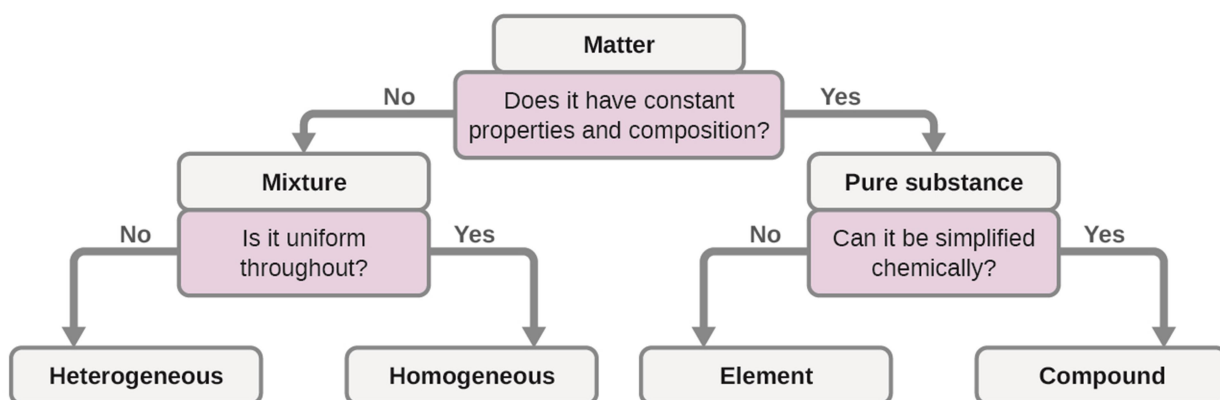 Matter
No
Does it have constant
properties and composition?
Yes
Mixture
Pure substance
No
Is it uniform
throughout?
Yes
No
Can it be simplified
chemically?
Yes
Heterogeneous
Homogeneous
Element
Compound